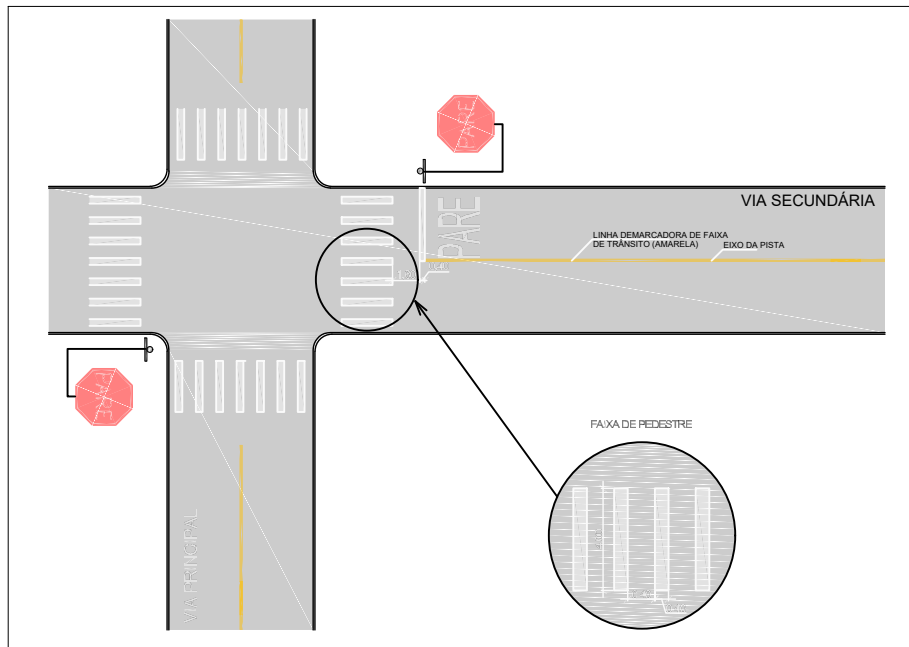 PARE
PARE
VIA SECUNDÁRIA
LINHA DEMARCADORA DE FAIXA
DE TRÂNSITO (AMARELA)
EIXO DA PISTA
PARE
FAIXA DE PEDESTRE
VIA PRINCIPAL